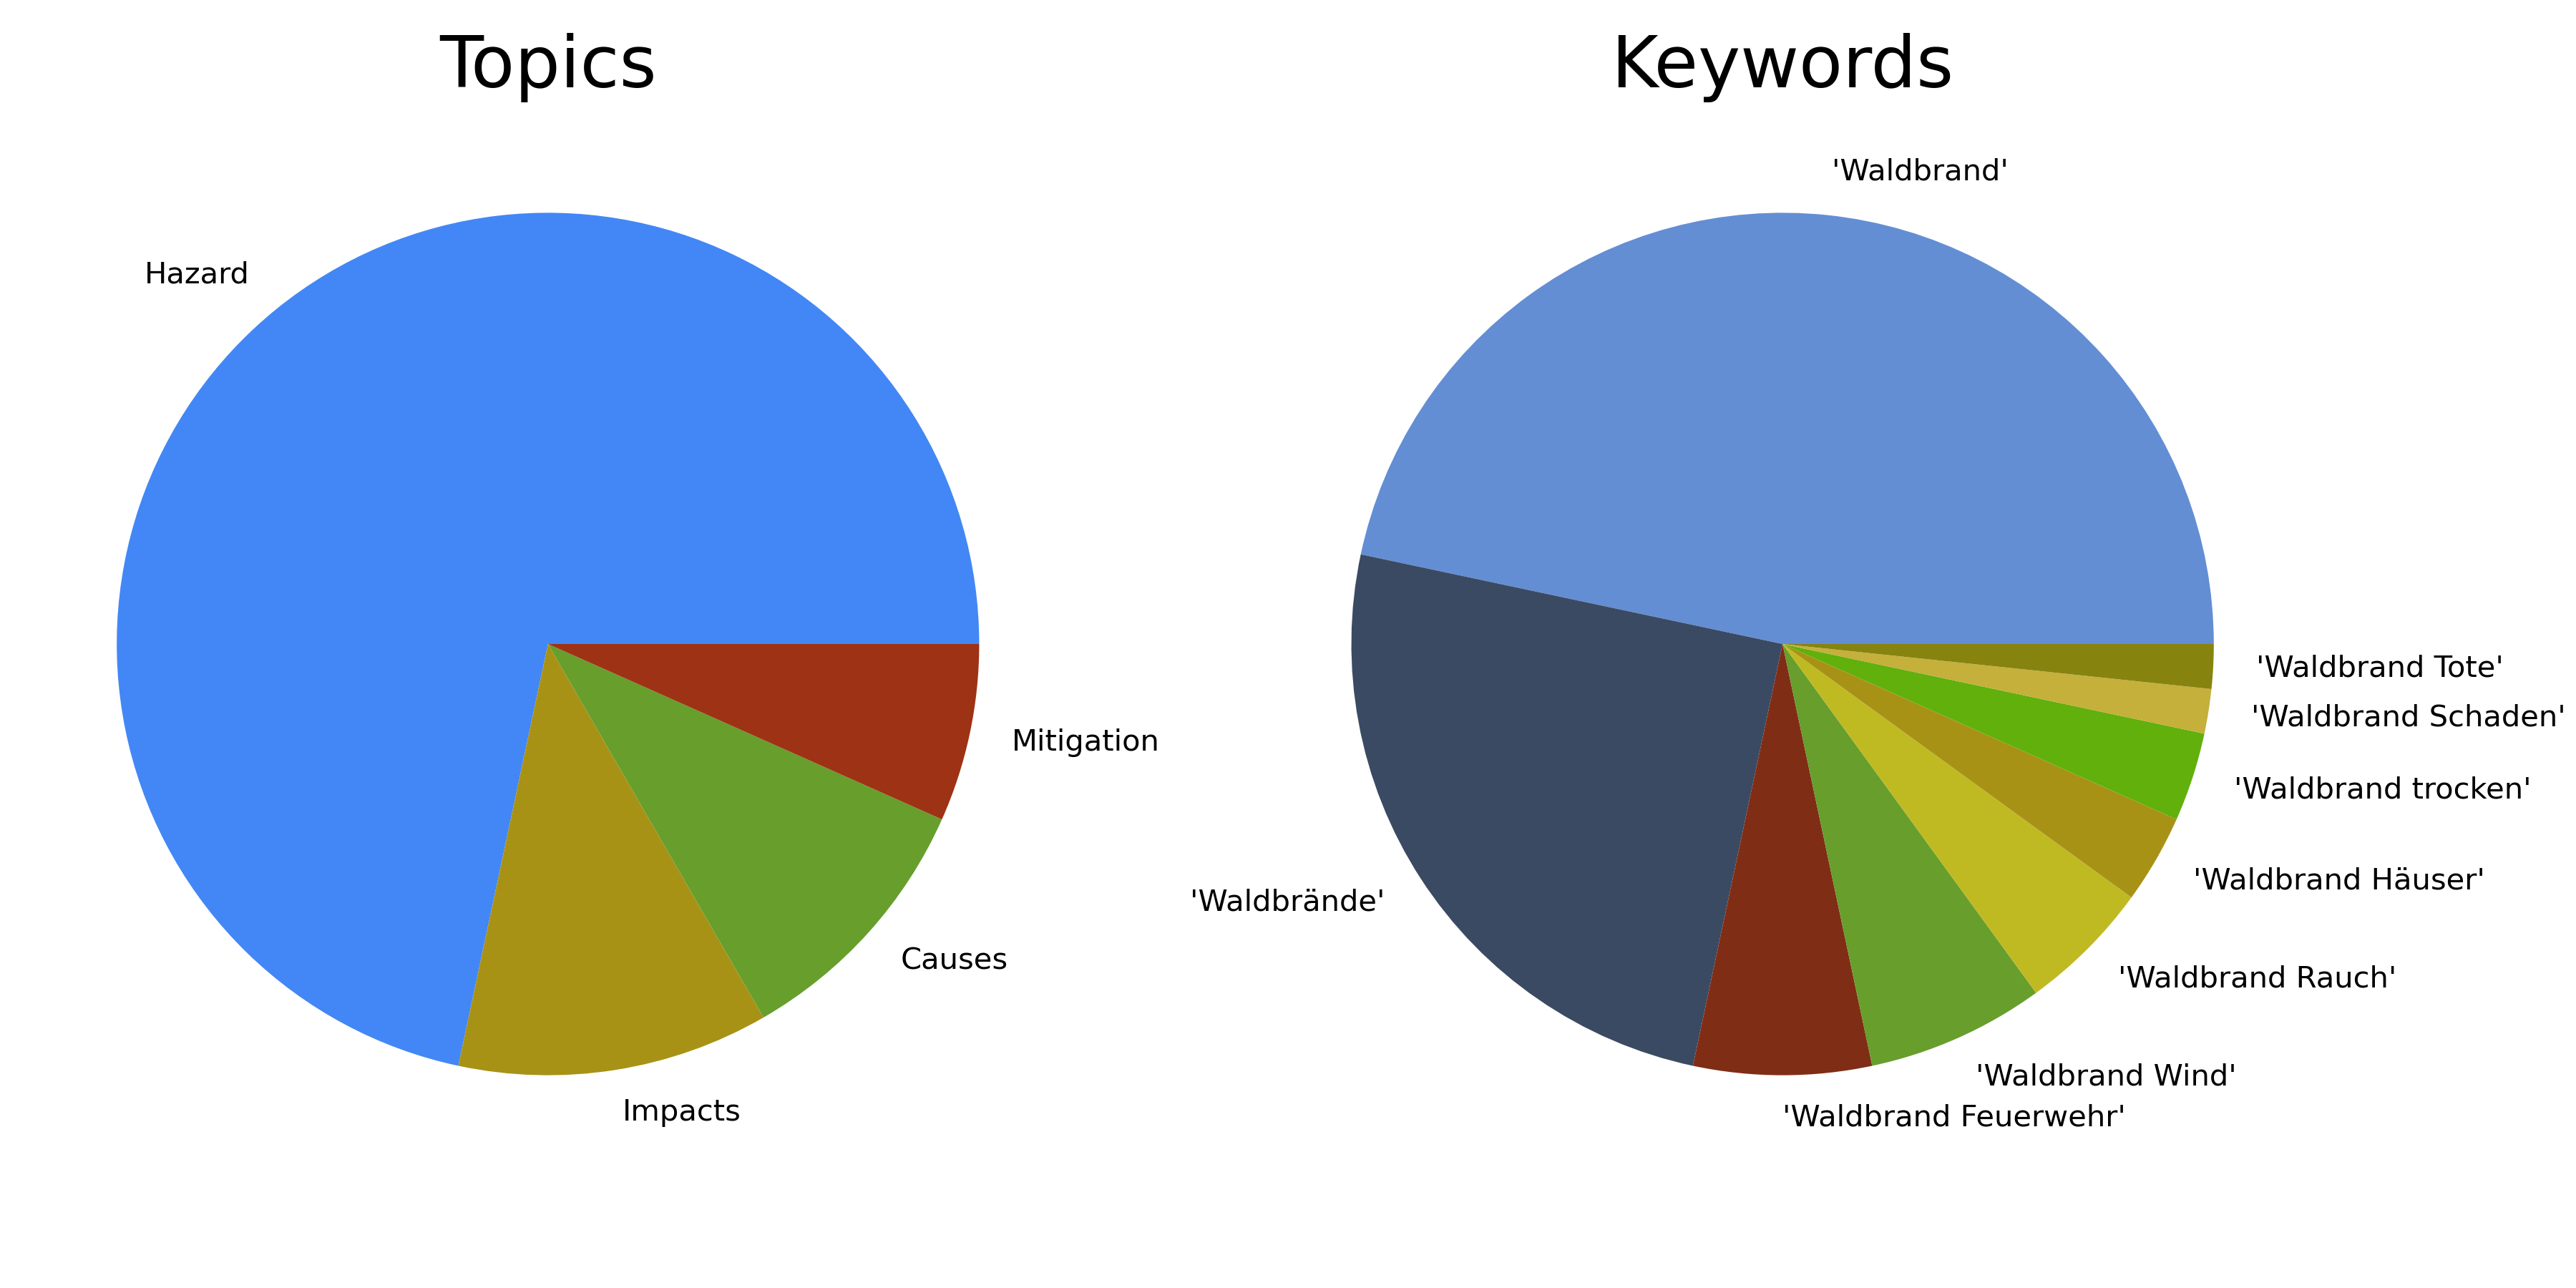 Topics
Hazard
Mitigation
Causes
Impacts
Keywords
'Waldbrand'
'Waldbrand Tote'
'Waldbrand Schaden'
'Waldbrand trocken'
'Waldbrand Häuser'
'Waldbrände'
'Waldbrand Rauch'
'Waldbrand Wind'
'Waldbrand Feuerwehr'